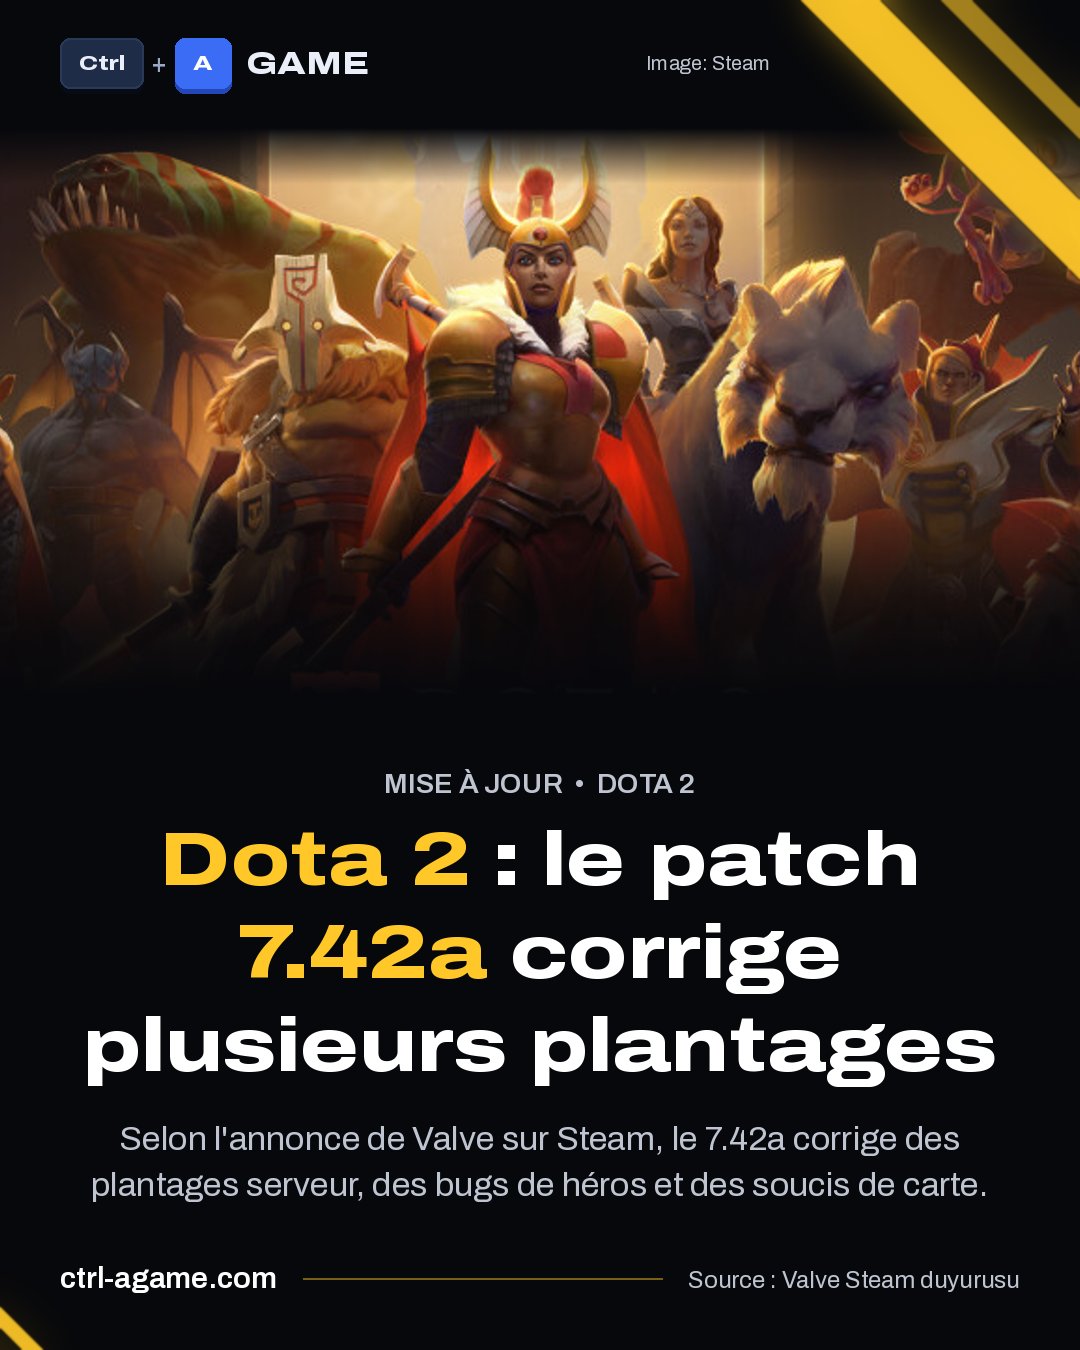 Ctrl + A GAME
Image: Steam
MISE À JOUR • DOTA 2
Dota 2 : le patch
7.42a corrige
plusieurs plantages
Selon l'annonce de Valve sur Steam, le 7.42a corrige des
plantages serveur, des bugs de héros et des soucis de carte.
ctrl-agame.com
Source : Valve Steam duyurusu